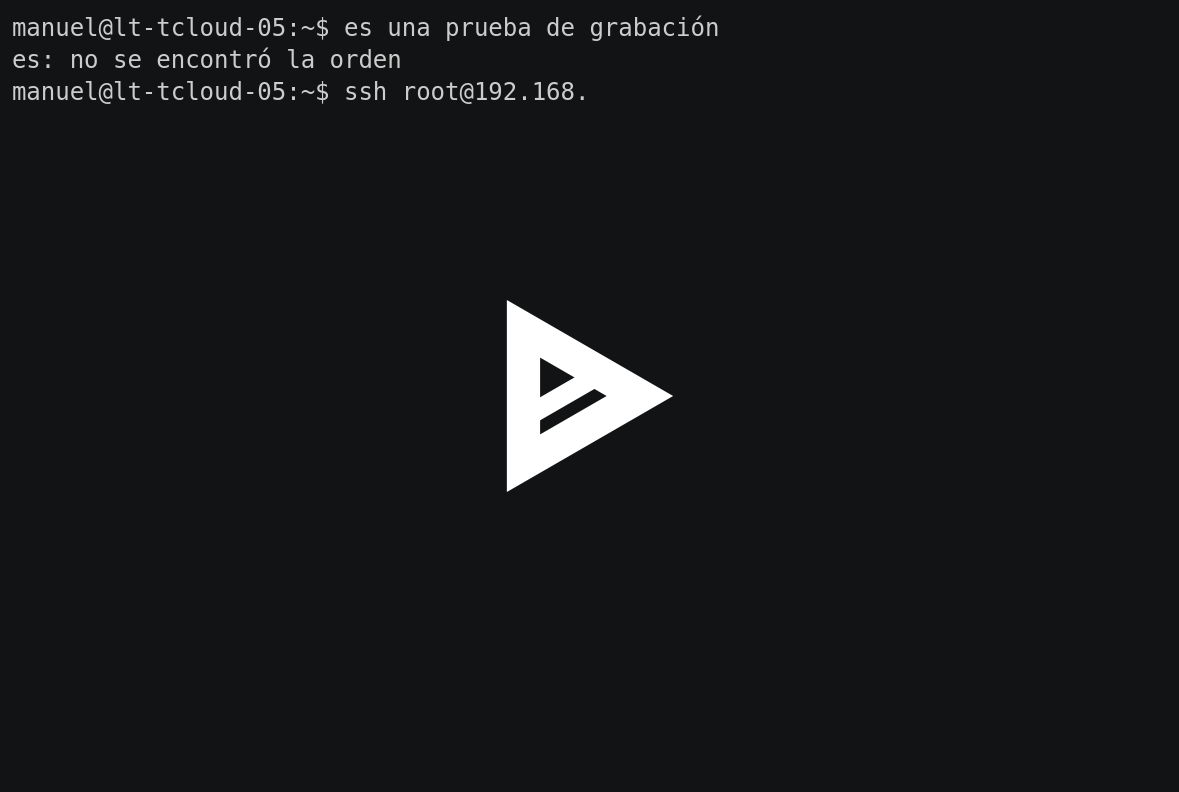 manuel@lt-tcloud-05:~$ es una prueba de grabación
es: no se encontró la orden
manuel@lt-tcloud-05:~$ ssh root@192.168.